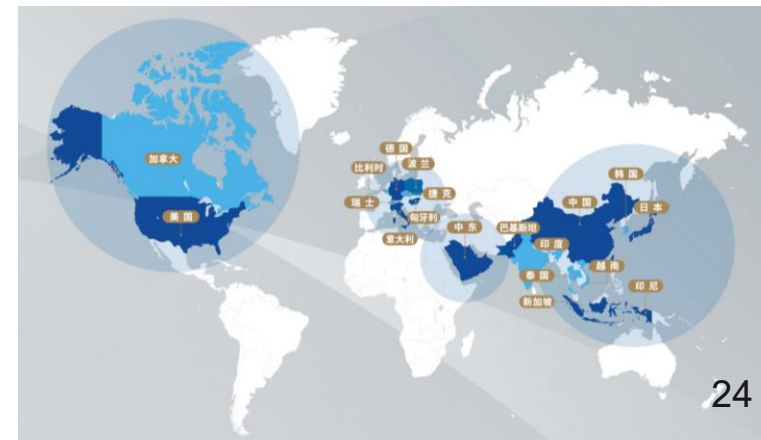 加拿大
美国
德国
比利时
波兰
瑞士
捷克
匈牙利
意大利
中东
巴基斯坦
印度
泰国
新加坡
中国
韩国
日本
越南
印尼
24